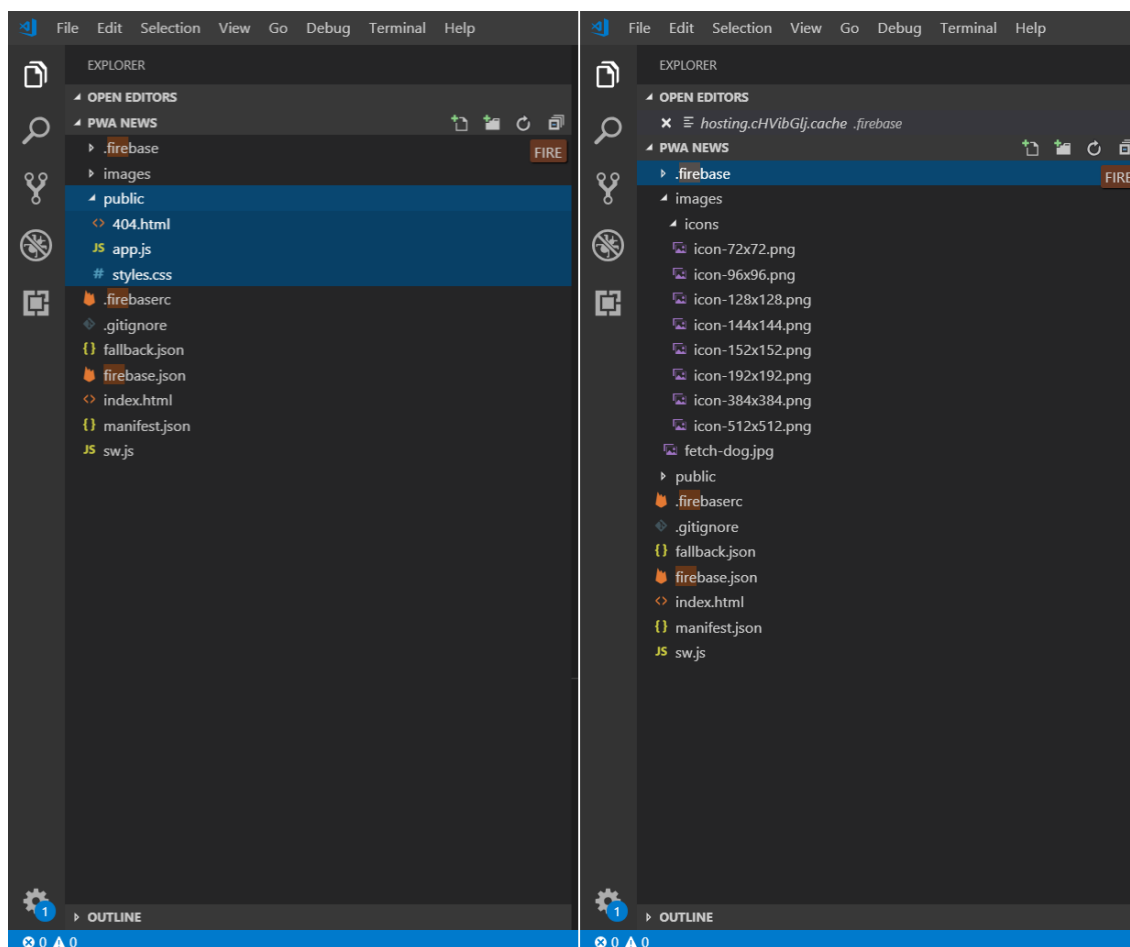 File Edit Selection View Go Debug Terminal Help
EXPLORER
OPEN EDITORS
PWA NEWS
.firebase
FIRE
images
public
<> 404.html
JS app.js
# styles.css
.firebaserc
.gitignore
{} fallback.json
firebase.json
<> index.html
{} manifest.json
JS sw.js
1
OUTLINE
0 0
File Edit Selection View Go Debug Terminal Help
EXPLORER
OPEN EDITORS
hosting.cHVibGlj.cache .firebase
PWA NEWS
.firebase
FIRE
images
icons
icon-72x72.png
icon-96x96.png
icon-128x128.png
icon-144x144.png
icon-152x152.png
icon-192x192.png
icon-384x384.png
icon-512x512.png
fetch-dog.jpg
public
.firebaserc
.gitignore
{} fallback.json
firebase.json
<> index.html
{} manifest.json
JS sw.js
1
OUTLINE
0 0